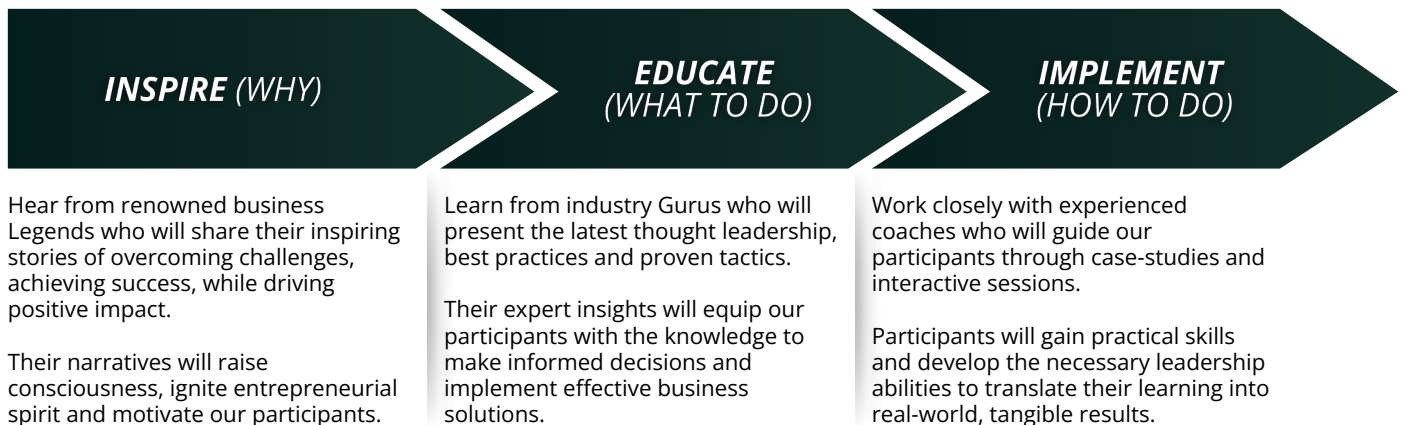 INSPIRE (WHY)
Hear from renowned business
Legends who will share their inspiring
stories of overcoming challenges,
achieving success, while driving
positive impact.
Their narratives will raise
consciousness, ignite entrepreneurial
spirit and motivate our participants.
EDUCATE
(WHAT TO DO)
Learn from industry Gurus who will
present the latest thought leadership,
best practices and proven tactics.
Their expert insights will equip our
participants with the knowledge to
make informed decisions and
implement effective business
solutions.
IMPLEMENT
(HOW TO DO)
Work closely with experienced
coaches who will guide our
participants through case-studies and
interactive sessions.
Participants will gain practical skills
and develop the necessary leadership
abilities to translate their learning into
real-world, tangible results.